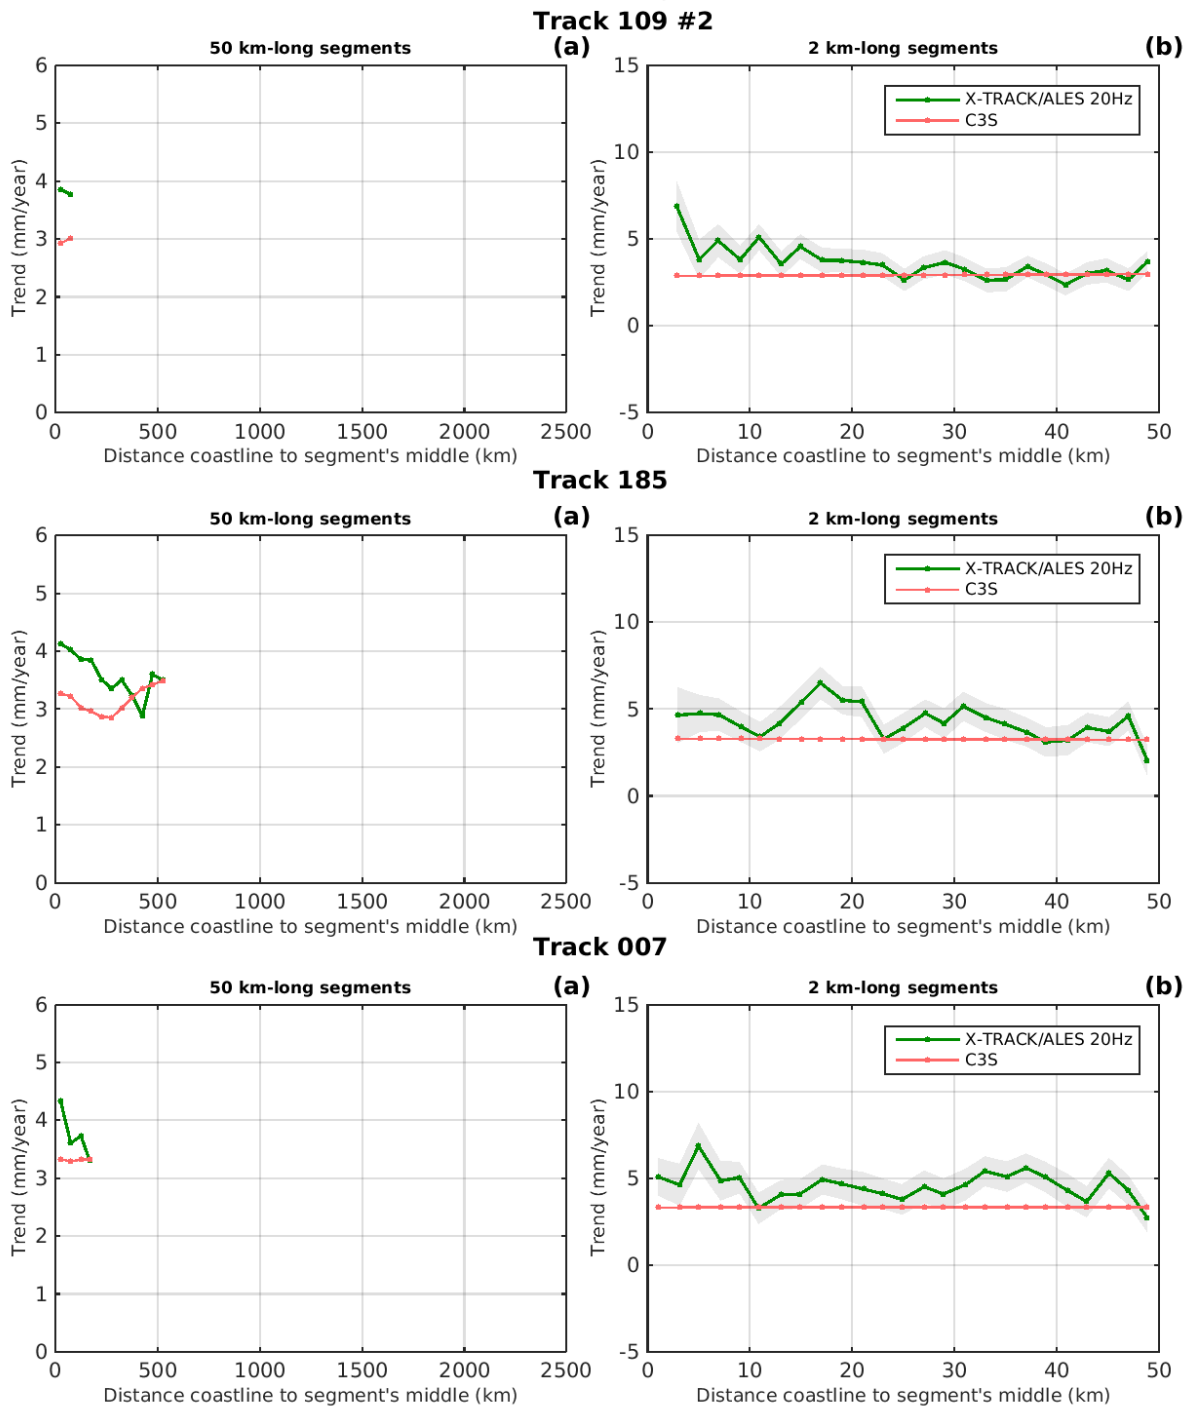 Track 109 #2
50 km-long segments (a)
6
5
4
3
2
1
0
Trend (mm/year)
0 500 1000 1500 2000 2500
Distance coastline to segment's middle (km)
2 km-long segments (b)
15
10
5
0
-5
Trend (mm/year)
X-TRACK/ALES 20Hz
C3S
0 10 20 30 40 50
Distance coastline to segment's middle (km)
Track 185
50 km-long segments (a)
6
5
4
3
2
1
0
Trend (mm/year)
0 500 1000 1500 2000 2500
Distance coastline to segment's middle (km)
2 km-long segments (b)
15
10
5
0
-5
Trend (mm/year)
X-TRACK/ALES 20Hz
C3S
0 10 20 30 40 50
Distance coastline to segment's middle (km)
Track 007
50 km-long segments (a)
6
5
4
3
2
1
0
Trend (mm/year)
0 500 1000 1500 2000 2500
Distance coastline to segment's middle (km)
2 km-long segments (b)
15
10
5
0
-5
Trend (mm/year)
X-TRACK/ALES 20Hz
C3S
0 10 20 30 40 50
Distance coastline to segment's middle (km)